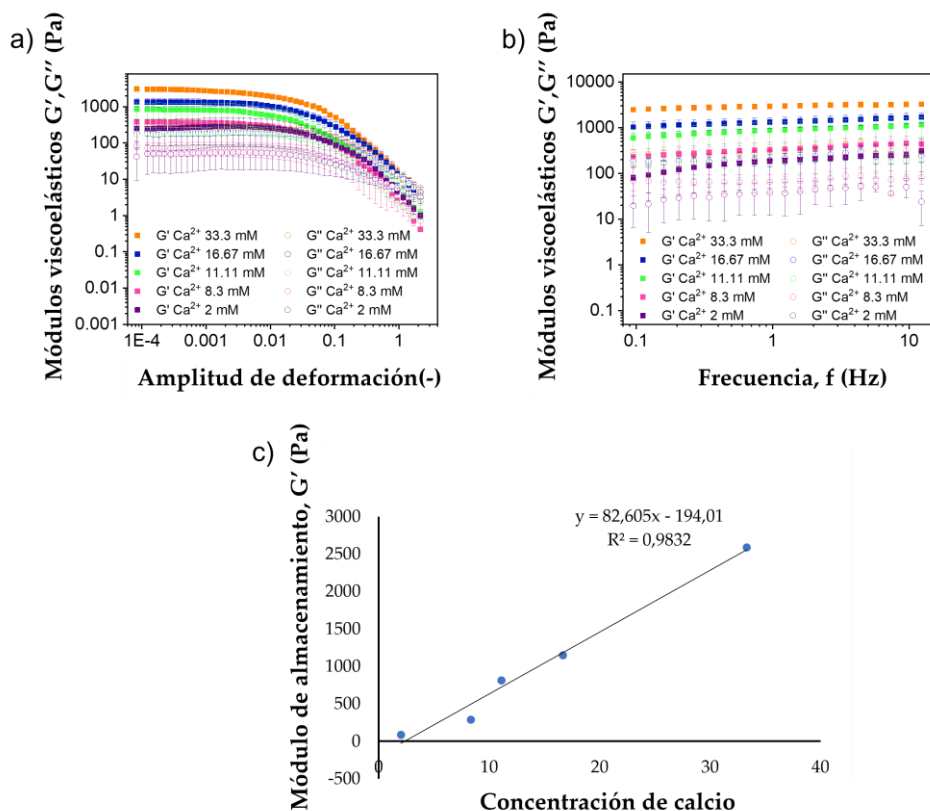 a)
Módulos viscoelásticos G′,G″ (Pa)
1000
100
10
1
0.1
0.01
0.001
G' Ca²⁺ 33.3 mM
G' Ca²⁺ 16.67 mM
G' Ca²⁺ 11.11 mM
G' Ca²⁺ 8.3 mM
G' Ca²⁺ 2 mM
G'' Ca²⁺ 33.3 mM
G'' Ca²⁺ 16.67 mM
G'' Ca²⁺ 11.11 mM
G'' Ca²⁺ 8.3 mM
G'' Ca²⁺ 2 mM
1E-4 0.001 0.01 0.1 1
Amplitud de deformación(-)
b)
Módulos viscoelásticos G′,G″ (Pa)
10000
1000
100
10
1
0.1
G' Ca²⁺ 33.3 mM
G' Ca²⁺ 16.67 mM
G' Ca²⁺ 11.11 mM
G' Ca²⁺ 8.3 mM
G' Ca²⁺ 2 mM
G'' Ca²⁺ 33.3 mM
G'' Ca²⁺ 16.67 mM
G'' Ca²⁺ 11.11 mM
G'' Ca²⁺ 8.3 mM
G'' Ca²⁺ 2 mM
0.1 1 10
Frecuencia, f (Hz)
c)
Módulo de almacenamiento, G′ (Pa)
3000
2500
2000
1500
1000
500
0
-500
y = 82,605x - 194,01
R² = 0,9832
0 10 20 30 40
Concentración de calcio